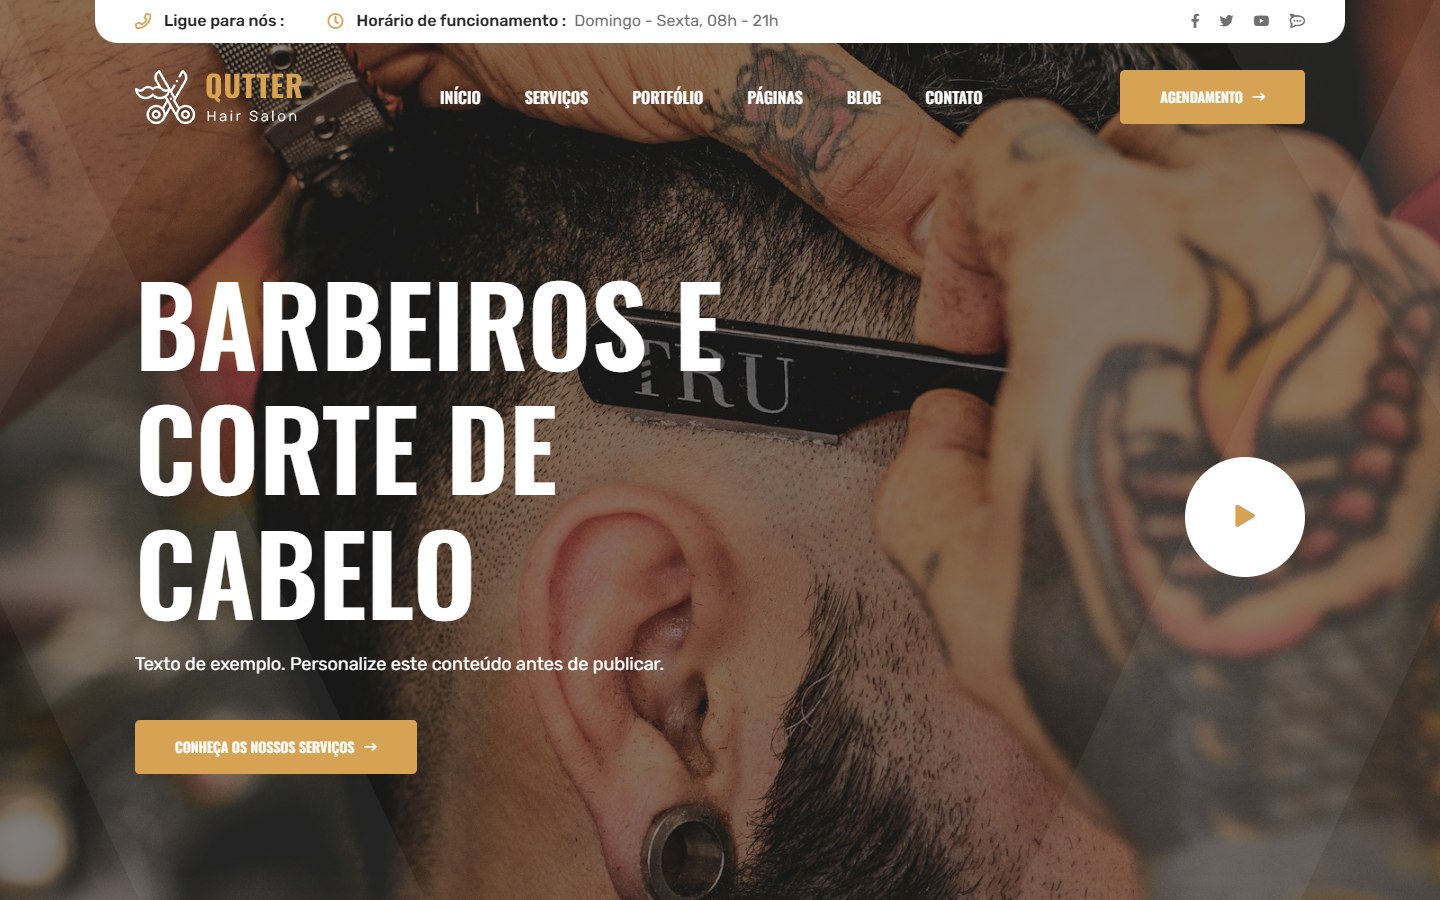 Ligue para nós :
Horário de funcionamento : Domingo - Sexta, 08h - 21h
QUTTER
Hair Salon
INÍCIO
SERVIÇOS
PORTFÓLIO
PÁGINAS
BLOG
CONTATO
AGENDAMENTO
BARBEIROS E
CORTE DE
CABELO
TRU
Texto de exemplo. Personalize este conteúdo antes de publicar.
CONHEÇA OS NOSSOS SERVIÇOS